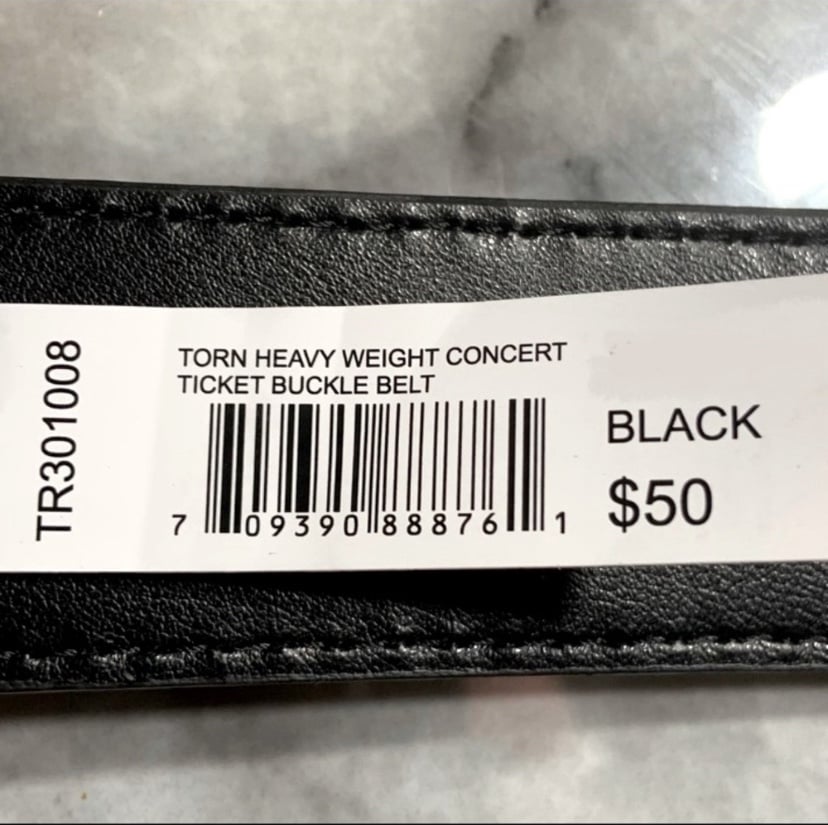 TR301008
TORN HEAVY WEIGHT CONCERT
TICKET BUCKLE BELT
7 09390 88876 1
BLACK
$50